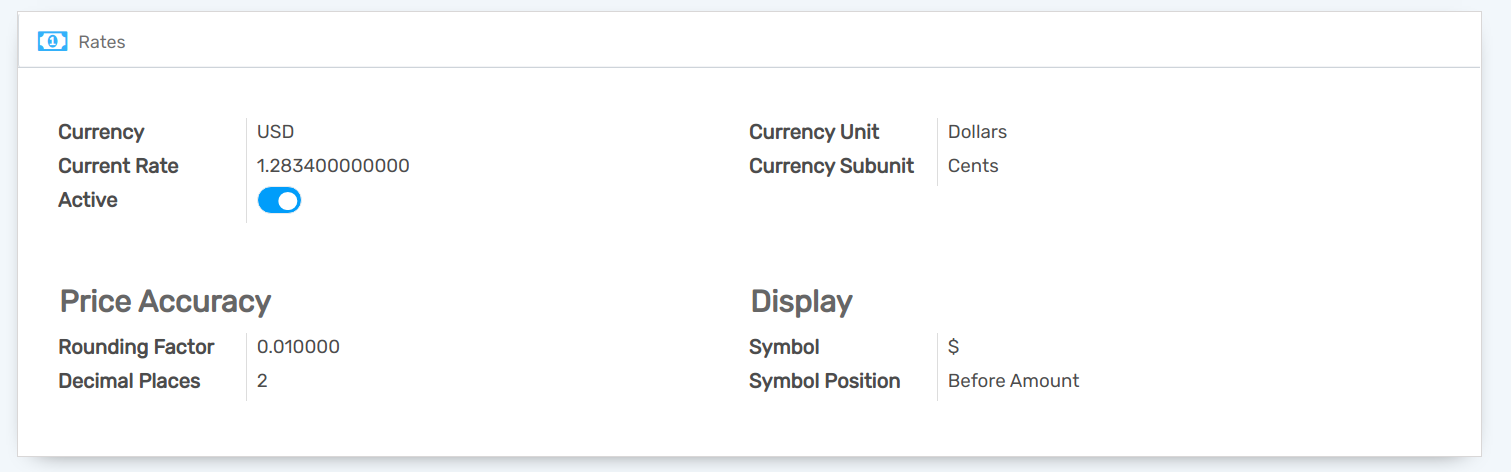 Rates
Currency USD
Current Rate 1.283400000000
Active
Currency Unit Dollars
Currency Subunit Cents
Price Accuracy
Rounding Factor 0.010000
Decimal Places 2
Display
Symbol $
Symbol Position Before Amount